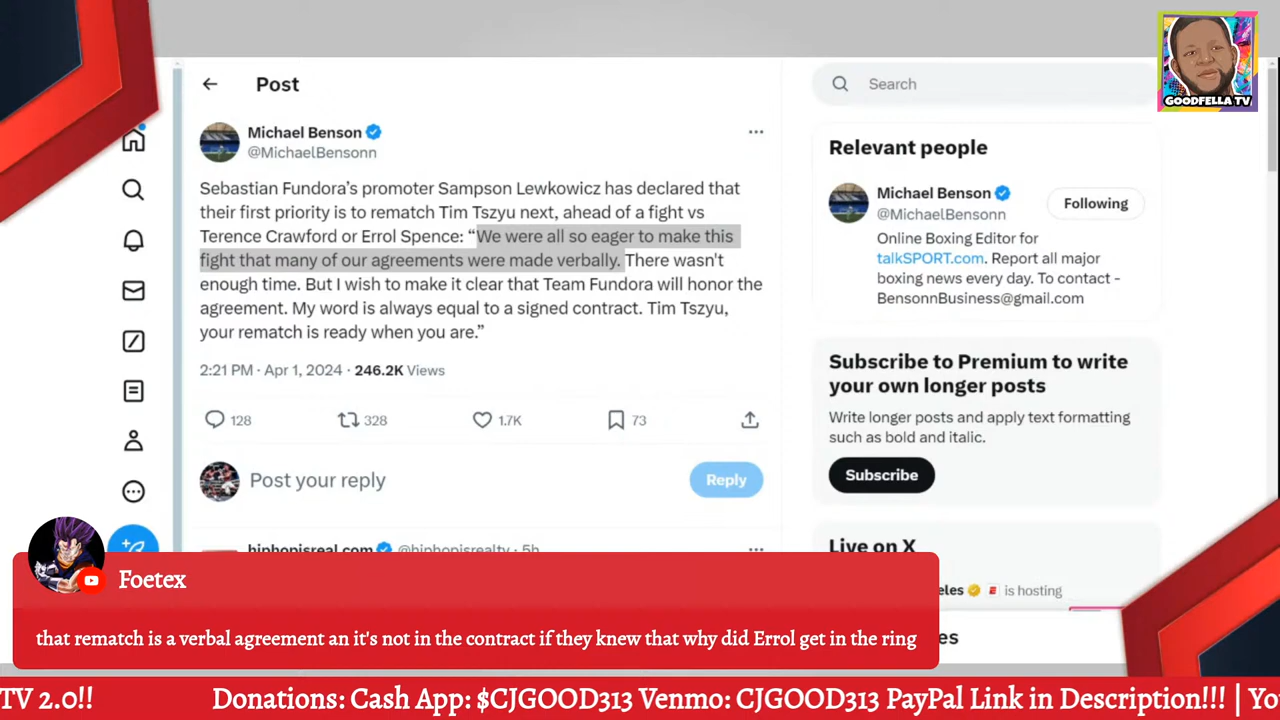 GOODFELLA TV
Post
Michael Benson
@MichaelBensonn
Sebastian Fundora's promoter Sampson Lewkowicz has declared that
their first priority is to rematch Tim Tszyu next, ahead of a fight vs
Terence Crawford or Errol Spence: “We were all so eager to make this
fight that many of our agreements were made verbally. There wasn't
enough time. But I wish to make it clear that Team Fundora will honor the
agreement. My word is always equal to a signed contract. Tim Tszyu,
your rematch is ready when you are.”
2:21 PM · Apr 1, 2024 · 246.2K Views
128 328 1.7K 73
Post your reply
Reply
hiphopisreal.com @hiphopisrealty · 5h
Search
Relevant people
Michael Benson
@MichaelBensonn
Following
Online Boxing Editor for
talkSPORT.com. Report all major
boxing news every day. To contact -
BensonnBusiness@gmail.com
Subscribe to Premium to write
your own longer posts
Write longer posts and apply text formatting
such as bold and italic.
Subscribe
Live on X
eles is hosting
es
Foetex
that rematch is a verbal agreement an it's not in the contract if they knew that why did Errol get in the ring
TV 2.0!! Donations: Cash App: $CJGOOD313 Venmo: CJGOOD313 PayPal Link in Description!!! | Yo